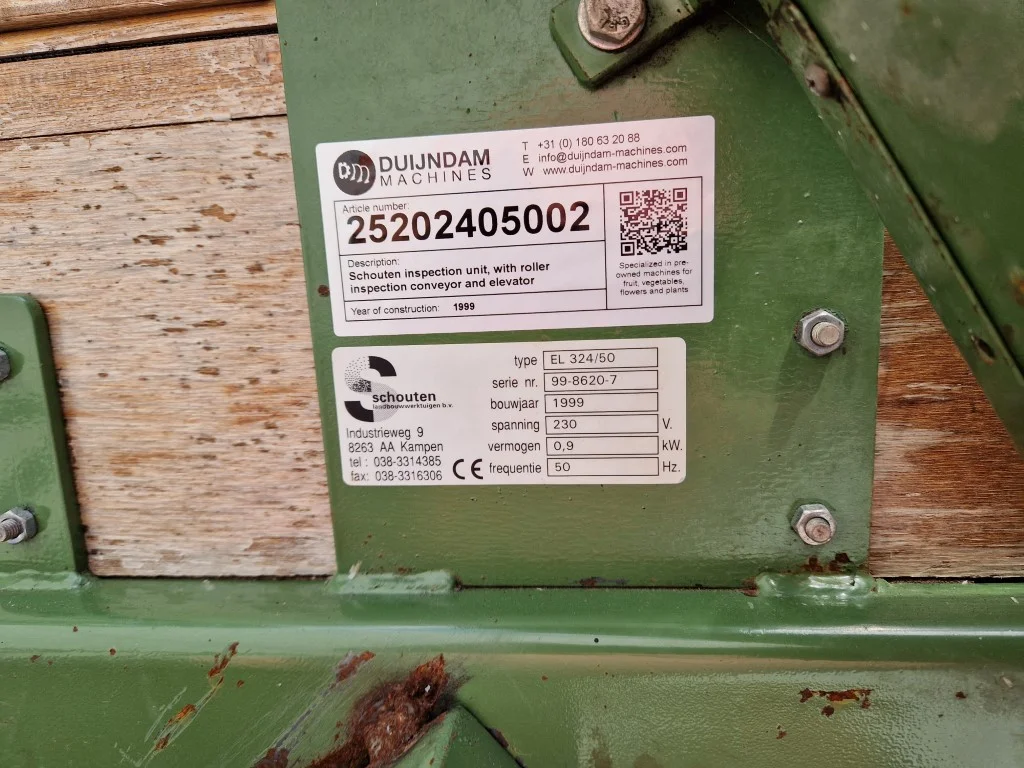 DUIJNDAM
MACHINES
T +31 (0) 180 63 20 88
E info@duijndam-machines.com
W www.duijndam-machines.com
Article number:
25202405002
Description:
Schouten inspection unit, with roller
inspection conveyor and elevator
Year of construction: 1999
Specialized in pre-
owned machines for
fruit, vegetables,
flowers and plants
schouten
landbouwwerktuigen b.v.
Industrieweg 9
8263 AA Kampen
tel : 038-3314385
fax: 038-3316306
CE
type EL 324/50
serie nr. 99-8620-7
bouwjaar 1999
spanning 230 V.
vermogen 0,9 kW.
frequentie 50 Hz.